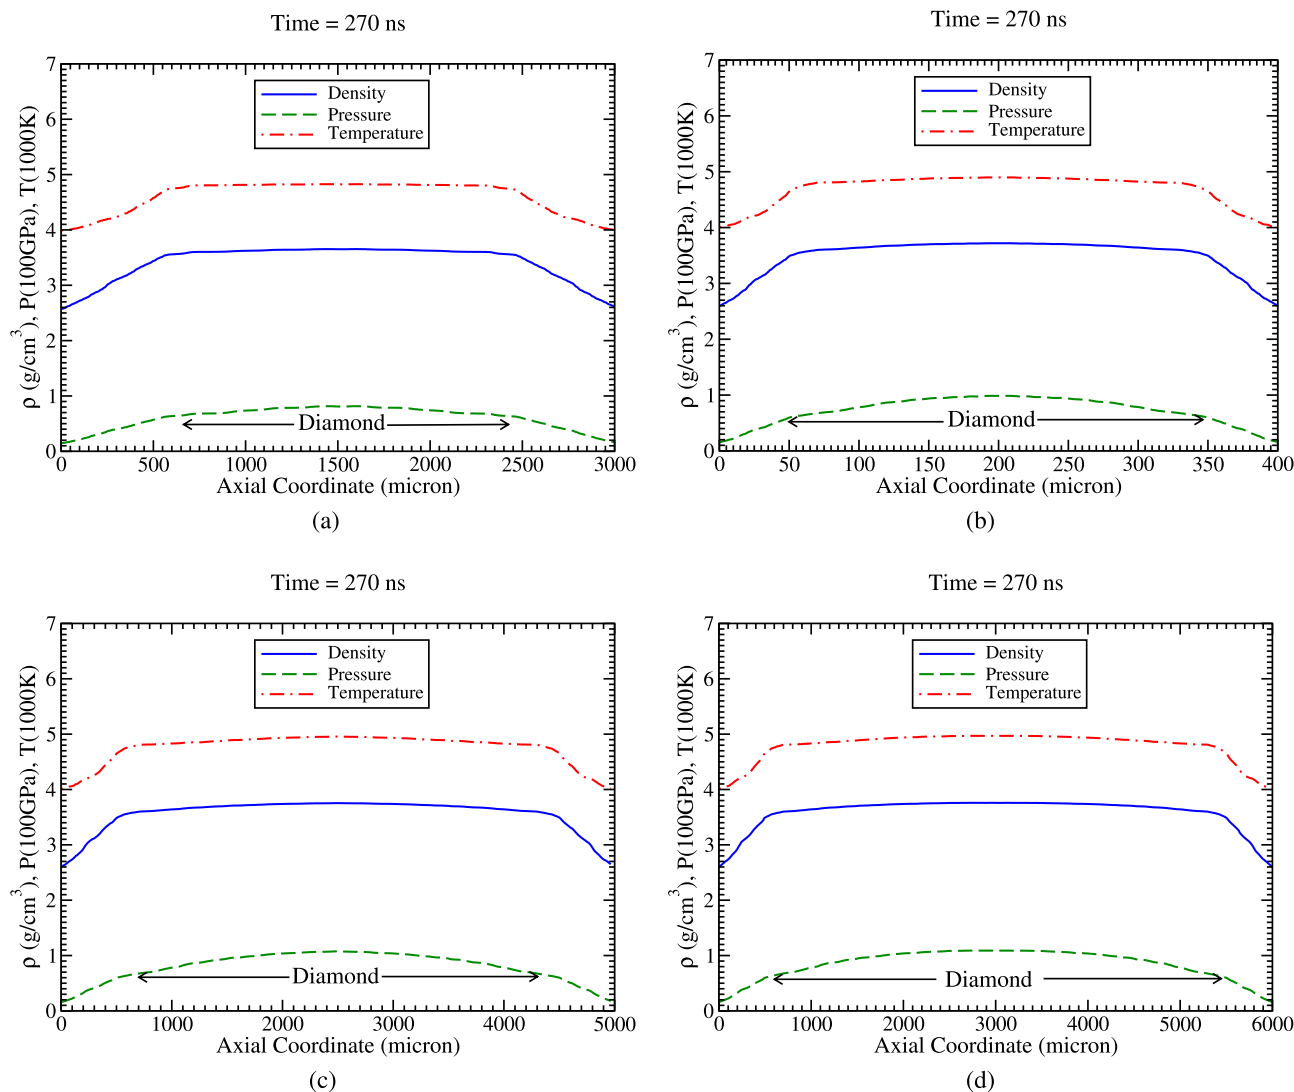 Time = 270 ns
ρ (g/cm3), P(100GPa), T(1000K)
7
6
5
4
3
2
1
0
Density
Pressure
Temperature
Diamond
0 500 1000 1500 2000 2500 3000
Axial Coordinate (micron)
(a)
Time = 270 ns
ρ (g/cm3), P(100GPa), T(1000K)
7
6
5
4
3
2
1
0
Density
Pressure
Temperature
Diamond
0 50 100 150 200 250 300 350 400
Axial Coordinate (micron)
(b)
Time = 270 ns
ρ (g/cm3), P(100GPa), T(1000K)
7
6
5
4
3
2
1
0
Density
Pressure
Temperature
Diamond
0 1000 2000 3000 4000 5000
Axial Coordinate (micron)
(c)
Time = 270 ns
ρ (g/cm3), P(100GPa), T(1000K)
7
6
5
4
3
2
1
0
Density
Pressure
Temperature
Diamond
0 1000 2000 3000 4000 5000 6000
Axial Coordinate (micron)
(d)